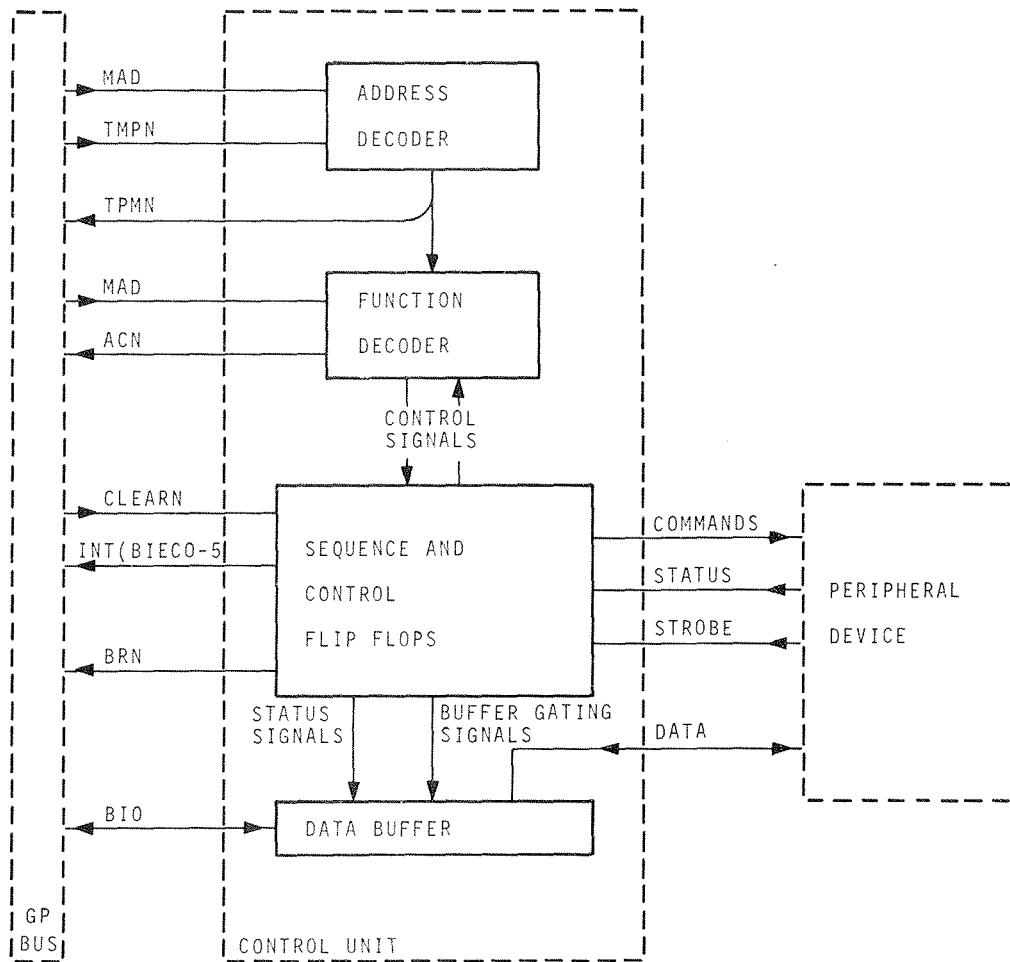 MAD
ADDRESS
DECODER
TMPN
TPMN
MAD
FUNCTION
DECODER
ACN
CONTROL
SIGNALS
CLEARN
INT(BIECO-5
SEQUENCE AND
CONTROL
FLIP FLOPS
BRN
COMMANDS
STATUS
STROBE
PERIPHERAL
DEVICE
STATUS
SIGNALS
BUFFER GATING
SIGNALS
DATA
BIO
DATA BUFFER
GP
BUS
CONTROL UNIT